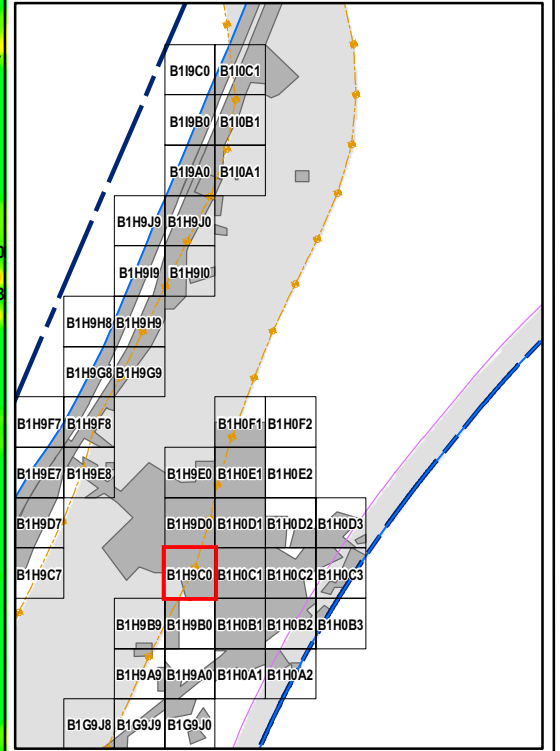 B1I9C0 B1I0C1
B1I9B0 B1I0B1
B1I9A0 B1I0A1
B1H9J9 B1H9J0
B1H9I9 B1H9I0
B1H9H8 B1H9H9
B1H9G8 B1H9G9
B1H9F7 B1H9F8 B1H0F1 B1H0F2
B1H9E7 B1H9E8 B1H9E0 B1H0E1 B1H0E2
B1H9D7 B1H9D0 B1H0D1 B1H0D2 B1H0D3
B1H9C7 B1H9C0 B1H0C1 B1H0C2 B1H0C3
B1H9B9 B1H9B0 B1H0B1 B1H0B2 B1H0B3
B1H9A9 B1H9A0 B1H0A1 B1H0A2
B1G9J8 B1G9J9 B1G9J0